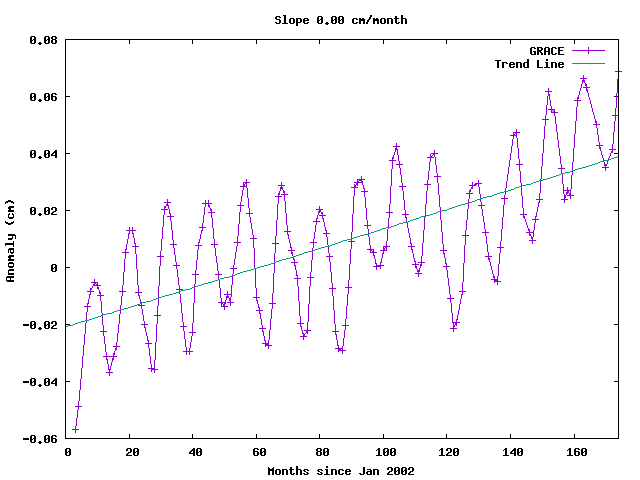 Slope 0.00 cm/month
0.08
GRACE
Trend Line
0.06
0.04
0.02
0
-0.02
-0.04
-0.06
Anomaly (cm)
0 20 40 60 80 100 120 140 160
Months since Jan 2002